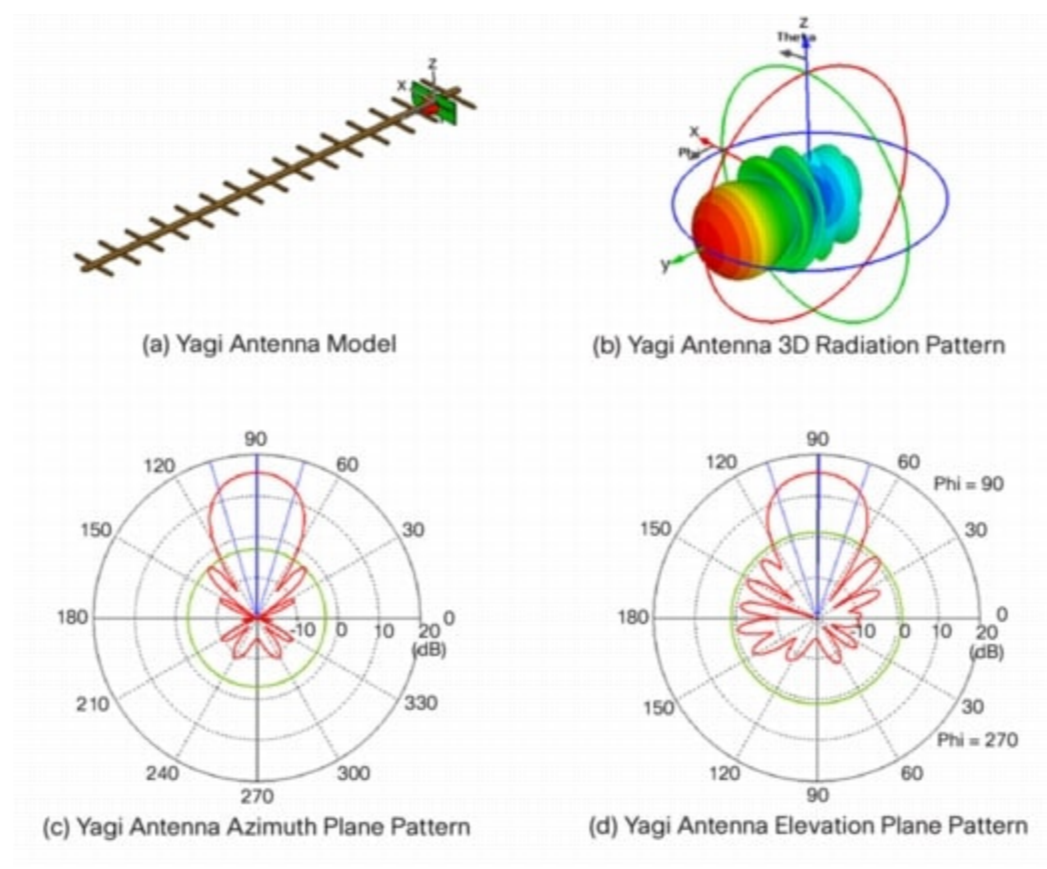 z
x
(a) Yagi Antenna Model
z
Theta
x
Phi
y
(b) Yagi Antenna 3D Radiation Pattern
90
120
60
150
30
180
-10
0
10
20
0
(dB)
210
330
240
300
270
(c) Yagi Antenna Azimuth Plane Pattern
90
120
60
Phi = 90
150
30
180
-10
0
10
20
0
(dB)
150
30
Phi = 270
120
60
90
(d) Yagi Antenna Elevation Plane Pattern